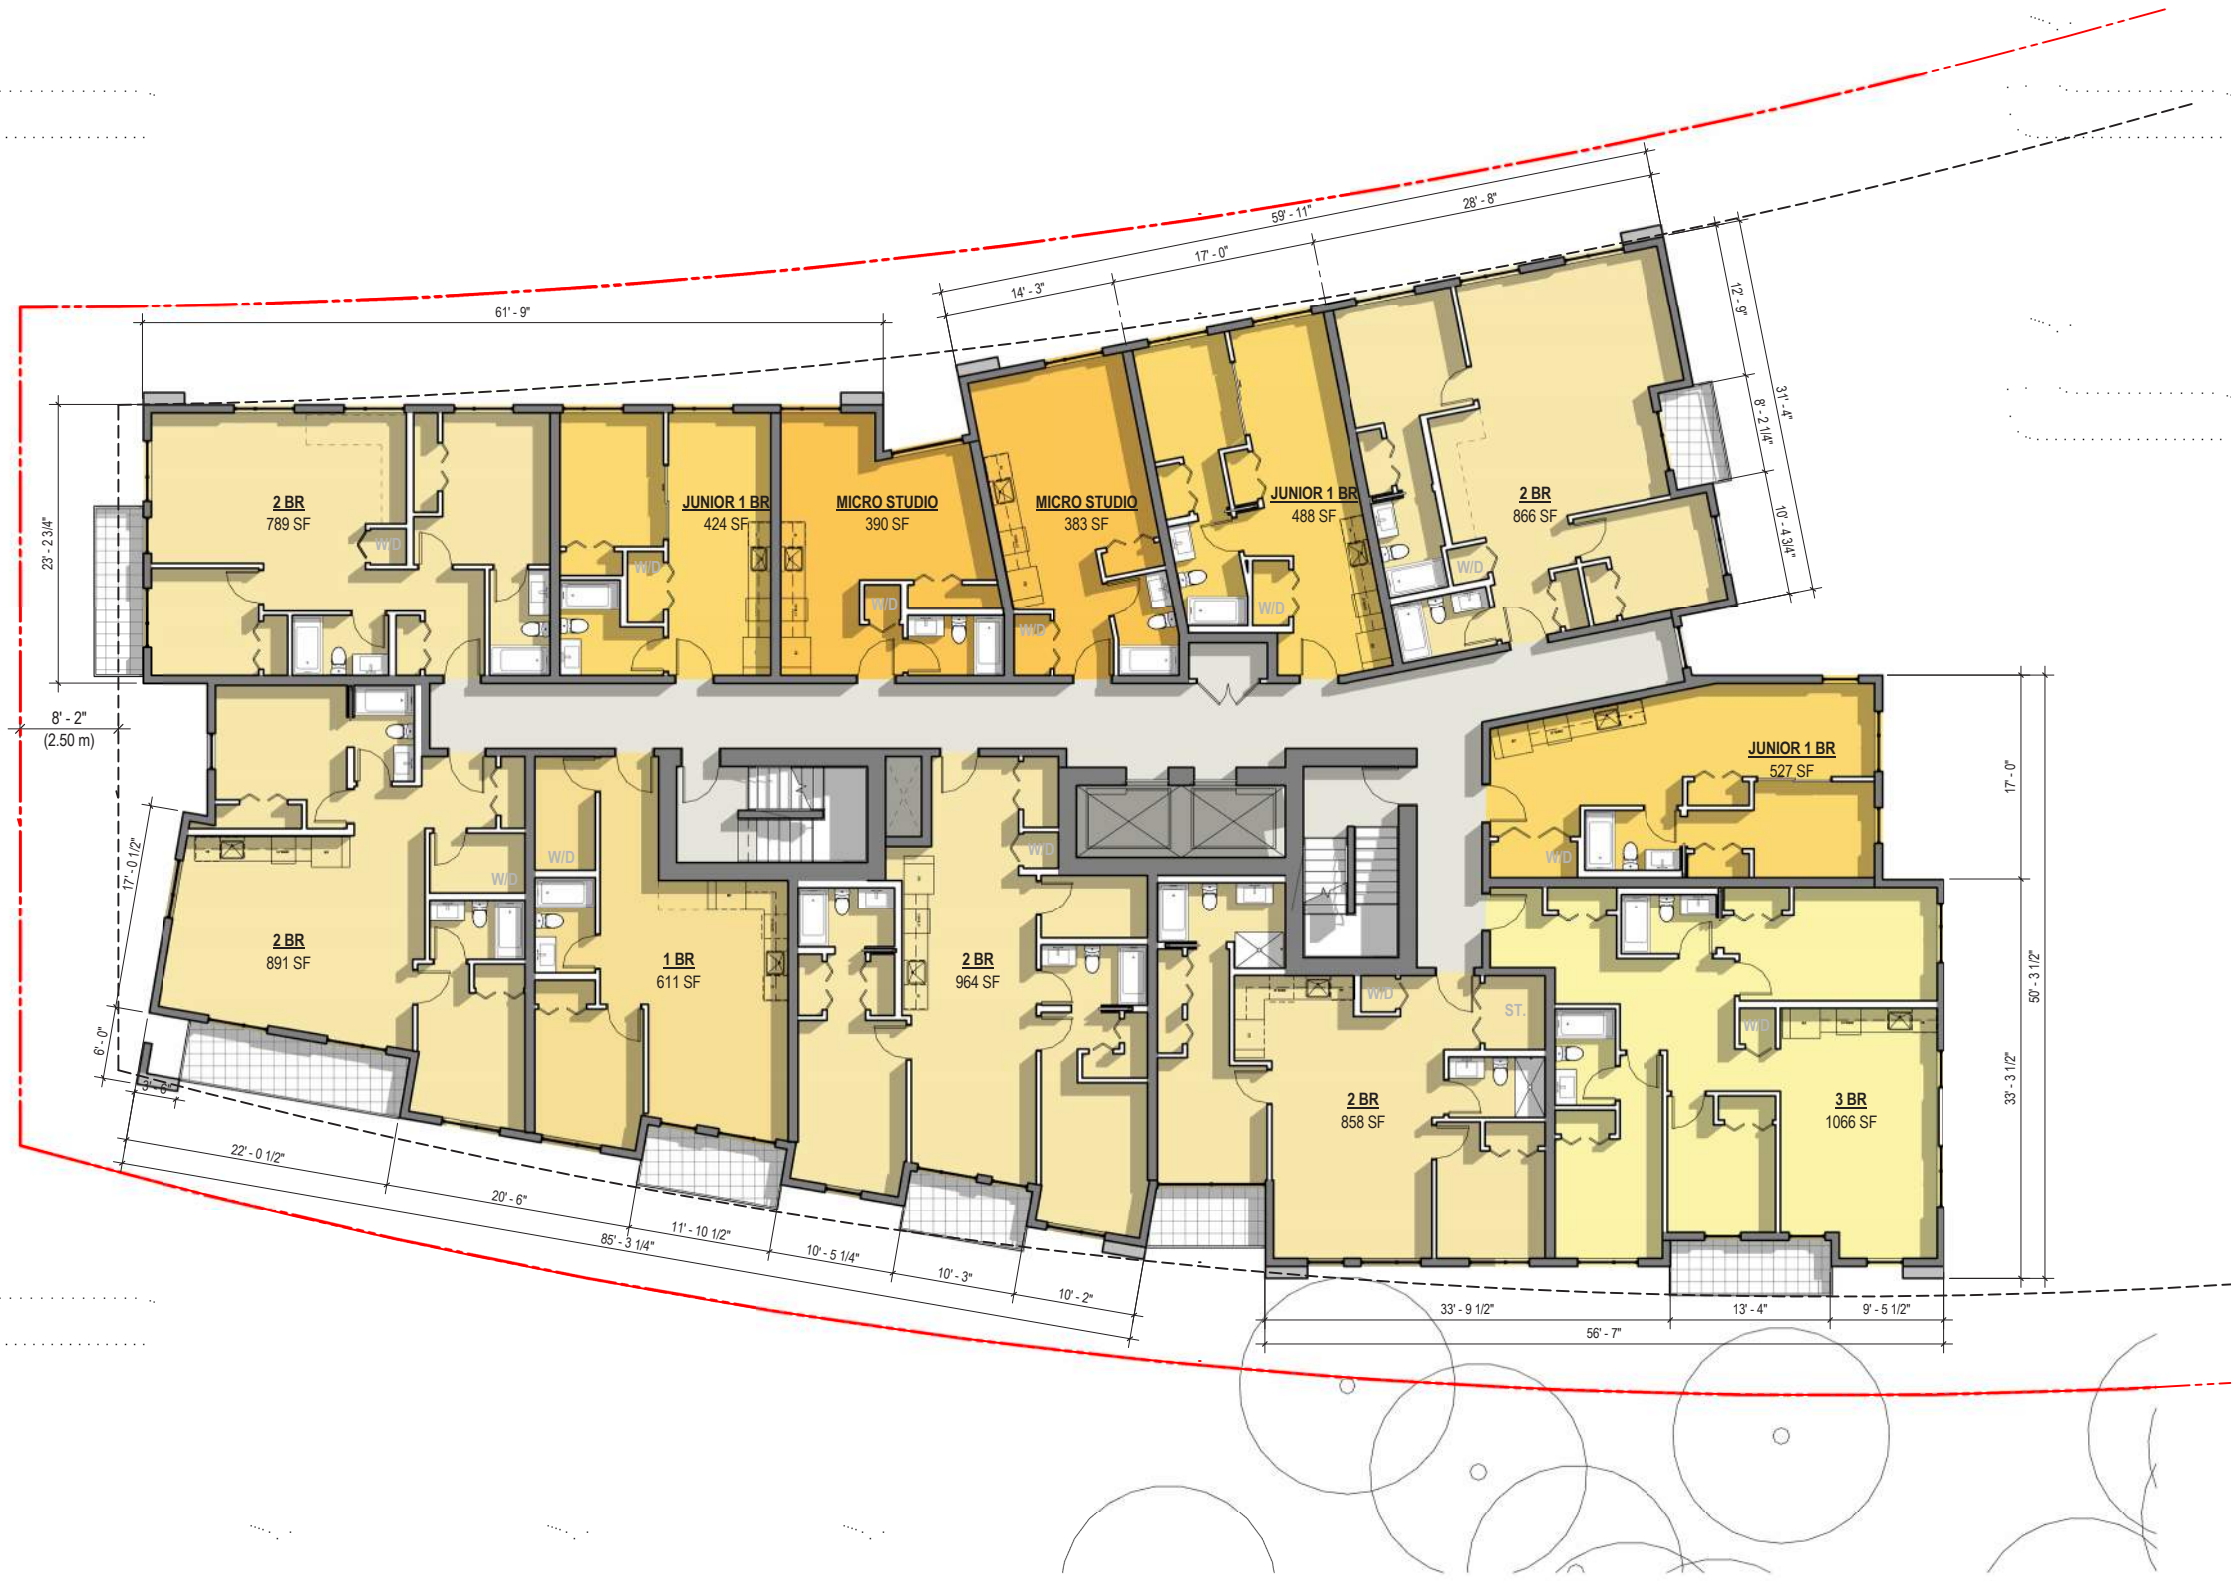 59' - 11"
28' - 8"
17' - 0"
14' - 3"
61' - 9"
12' - 9"
31' - 4"
8' - 2 1/4"
10' - 4 3/4"
23' - 2 3/4"
2 BR
789 SF
W/D
JUNIOR 1 BR
424 SF
W/D
MICRO STUDIO
390 SF
W/D
MICRO STUDIO
383 SF
W/D
JUNIOR 1 BR
488 SF
W/D
2 BR
866 SF
W/D
8' - 2"
(2.50 m)
17' - 0 1/2"
6' - 0"
3' - 6"
2 BR
891 SF
W/D
W/D
1 BR
611 SF
2 BR
964 SF
W/D
2 BR
858 SF
W/D
ST.
JUNIOR 1 BR
527 SF
W/D
3 BR
1066 SF
W/D
17' - 0"
50' - 3 1/2"
33' - 3 1/2"
22' - 0 1/2"
20' - 6"
11' - 10 1/2"
85' - 3 1/4"
10' - 5 1/4"
10' - 3"
10' - 2"
33' - 9 1/2"
13' - 4"
9' - 5 1/2"
56' - 7"